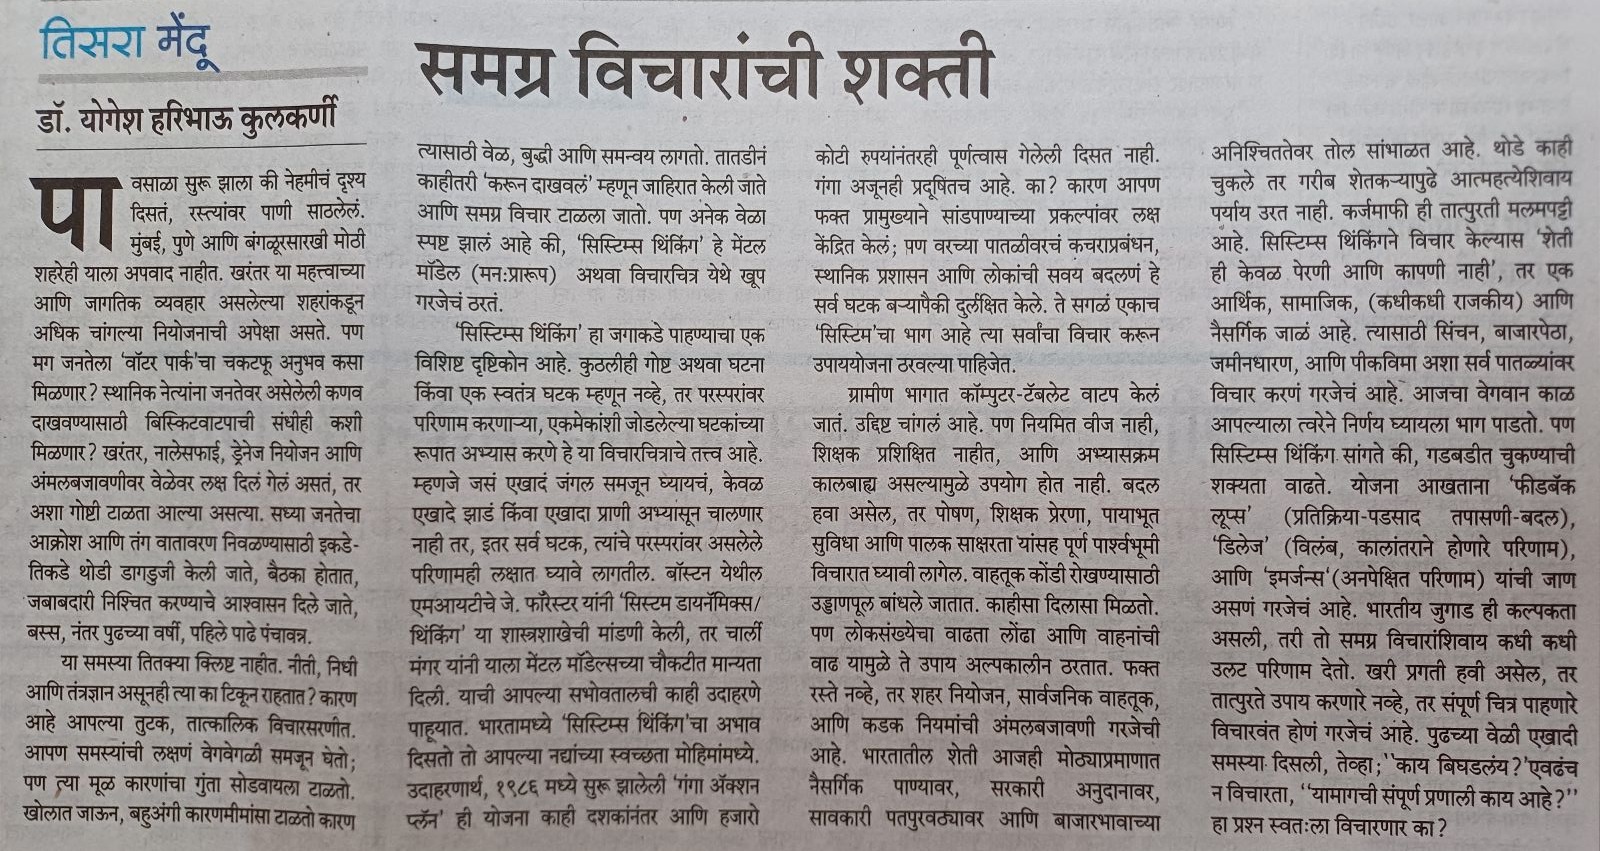 तिसरा मेंदू
डॉ. योगेश हरिभाऊ कुलकर्णी
समग्र विचारांची शक्ती
पावसाळा सुरू झाला की नेहमीचं दृश्य
दिसतं, रस्त्यांवर पाणी साठलेलं.
मुंबई, पुणे आणि बंगळूरसारखी मोठी
शहरेही याला अपवाद नाहीत. खरंतर या महत्त्वाच्या
आणि जागतिक व्यवहार असलेल्या शहरांकडून
अधिक चांगल्या नियोजनाची अपेक्षा असते. पण
मग जनतेला ‘वॉटर पार्क’चा चकटफू अनुभव कसा
मिळणार? स्थानिक नेत्यांना जनतेवर असेलेली कणव
दाखवण्यासाठी बिस्किटवाटपाची संधीही कशी
मिळणार? खरंतर, नालेसफाई, ड्रेनेज नियोजन आणि
अंमलबजावणीवर वेळेवर लक्ष दिलं गेलं असतं, तर
अशा गोष्टी टाळता आल्या असत्या. सध्या जनतेचा
आक्रोश आणि तंग वातावरण निवळण्यासाठी इकडे-
तिकडे थोडी डागडुजी केली जाते, बैठका होतात,
जबाबदारी निश्चित करण्याचे आश्वासन दिले जाते,
बस्स, नंतर पुढच्या वर्षी, पहिले पाढे पंचावन्न.
या समस्या तितक्या क्लिष्ट नाहीत. नीती, निधी
आणि तंत्रज्ञान असूनही त्या का टिकून राहतात? कारण
आहे आपल्या तुटक, तात्कालिक विचारसरणीत.
आपण समस्यांची लक्षणं वेगवेगळी समजून घेतो;
पण त्या मूळ कारणांचा गुंता सोडवायला टाळतो.
खोलात जाऊन, बहुअंगी कारणमीमांसा टाळतो कारण
त्यासाठी वेळ, बुद्धी आणि समन्वय लागतो. तातडीनं
काहीतरी ‘करून दाखवलं’ म्हणून जाहिरात केली जाते
आणि समग्र विचार टाळला जातो. पण अनेक वेळा
स्पष्ट झालं आहे की, ‘सिस्टिम्स थिंकिंग’ हे मेंटल
मॉडेल (मन:प्रारूप) अथवा विचारचित्र येथे खूप
गरजेचं ठरतं.
‘सिस्टिम्स थिंकिंग’ हा जगाकडे पाहण्याचा एक
विशिष्ट दृष्टिकोन आहे. कुठलीही गोष्ट अथवा घटना
किंवा एक स्वतंत्र घटक म्हणून नव्हे, तर परस्परांवर
परिणाम करणाऱ्या, एकमेकांशी जोडलेल्या घटकांच्या
रूपात अभ्यास करणे हे या विचारचित्राचे तत्त्व आहे.
म्हणजे जसं एखादं जंगल समजून घ्यायचं, केवळ
एखादे झाडं किंवा एखादा प्राणी अभ्यासून चालणार
नाही तर, इतर सर्व घटक, त्यांचे परस्परांवर असलेले
परिणामही लक्षात घ्यावे लागतील. बॉस्टन येथील
एमआयटीचे जे. फॉरेस्टर यांनी ‘सिस्टम डायनॅमिक्स/
थिंकिंग’ या शास्त्रशाखेची मांडणी केली, तर चार्ली
मंगर यांनी याला मेंटल मॉडेल्सच्या चौकटीत मान्यता
दिली. याची आपल्या सभोवतालची काही उदाहरणे
पाहूयात. भारतामध्ये ‘सिस्टिम्स थिंकिंग’चा अभाव
दिसतो तो आपल्या नद्यांच्या स्वच्छता मोहिमांमध्ये.
उदाहरणार्थ, १९८६ मध्ये सुरू झालेली ‘गंगा ॲक्शन
प्लॅन’ ही योजना काही दशकांनंतर आणि हजारो
कोटी रुपयांनंतरही पूर्णत्वास गेलेली दिसत नाही.
गंगा अजूनही प्रदूषितच आहे. का? कारण आपण
फक्त प्रामुख्याने सांडपाण्याच्या प्रकल्पांवर लक्ष
केंद्रित केलं; पण वरच्या पातळीवरचं कचराप्रबंधन,
स्थानिक प्रशासन आणि लोकांची सवय बदलणं हे
सर्व घटक बऱ्यापैकी दुर्लक्षित केले. ते सगळं एकाच
‘सिस्टिम’चा भाग आहे त्या सर्वांचा विचार करून
उपाययोजना ठरवल्या पाहिजेत.
ग्रामीण भागात कॉम्पुटर-टॅबलेट वाटप केलं
जातं. उद्दिष्ट चांगलं आहे. पण नियमित वीज नाही,
शिक्षक प्रशिक्षित नाहीत, आणि अभ्यासक्रम
कालबाह्य असल्यामुळे उपयोग होत नाही. बदल
हवा असेल, तर पोषण, शिक्षक प्रेरणा, पायाभूत
सुविधा आणि पालक साक्षरता यांसह पूर्ण पार्श्वभूमी
विचारात घ्यावी लागेल. वाहतूक कोंडी रोखण्यासाठी
उड्डाणपूल बांधले जातात. काहीसा दिलासा मिळतो.
पण लोकसंख्येचा वाढता लोंढा आणि वाहनांची
वाढ यामुळे ते उपाय अल्पकालीन ठरतात. फक्त
रस्ते नव्हे, तर शहर नियोजन, सार्वजनिक वाहतूक,
आणि कडक नियमांची अंमलबजावणी गरजेची
आहे. भारतातील शेती आजही मोठ्याप्रमाणात
नैसर्गिक पाण्यावर, सरकारी अनुदानावर,
सावकारी पतपुरवठ्यावर आणि बाजारभावाच्या
अनिश्चिततेवर तोल सांभाळत आहे. थोडे काही
चुकले तर गरीब शेतकऱ्यापुढे आत्महत्येशिवाय
पर्याय उरत नाही. कर्जमाफी ही तात्पुरती मलमपट्टी
आहे. सिस्टिम्स थिंकिंगने विचार केल्यास ‘शेती
ही केवळ पेरणी आणि कापणी नाही’, तर एक
आर्थिक, सामाजिक, (कधीकधी राजकीय) आणि
नैसर्गिक जाळं आहे. त्यासाठी सिंचन, बाजारपेठा,
जमीनधारण, आणि पीकविमा अशा सर्व पातळ्यांवर
विचार करणं गरजेचं आहे. आजचा वेगवान काळ
आपल्याला त्वरेने निर्णय घ्यायला भाग पाडतो. पण
सिस्टिम्स थिंकिंग सांगते की, गडबडीत चुकण्याची
शक्यता वाढते. योजना आखताना ‘फीडबॅक
लूप्स’ (प्रतिक्रिया-पडसाद तपासणी-बदल),
‘डिलेज’ (विलंब, कालांतराने होणारे परिणाम),
आणि ‘इमर्जन्स‘(अनपेक्षित परिणाम) यांची जाण
असणं गरजेचं आहे. भारतीय जुगाड ही कल्पकता
असली, तरी तो समग्र विचारांशिवाय कधी कधी
उलट परिणाम देतो. खरी प्रगती हवी असेल, तर
तात्पुरते उपाय करणारे नव्हे, तर संपूर्ण चित्र पाहणारे
विचारवंत होणं गरजेचं आहे. पुढच्या वेळी एखादी
समस्या दिसली, तेव्हा;‘‘काय बिघडलंय?’एवढंच
न विचारता, ‘‘यामागची संपूर्ण प्रणाली काय आहे?’’
हा प्रश्न स्वतःला विचारणार का?